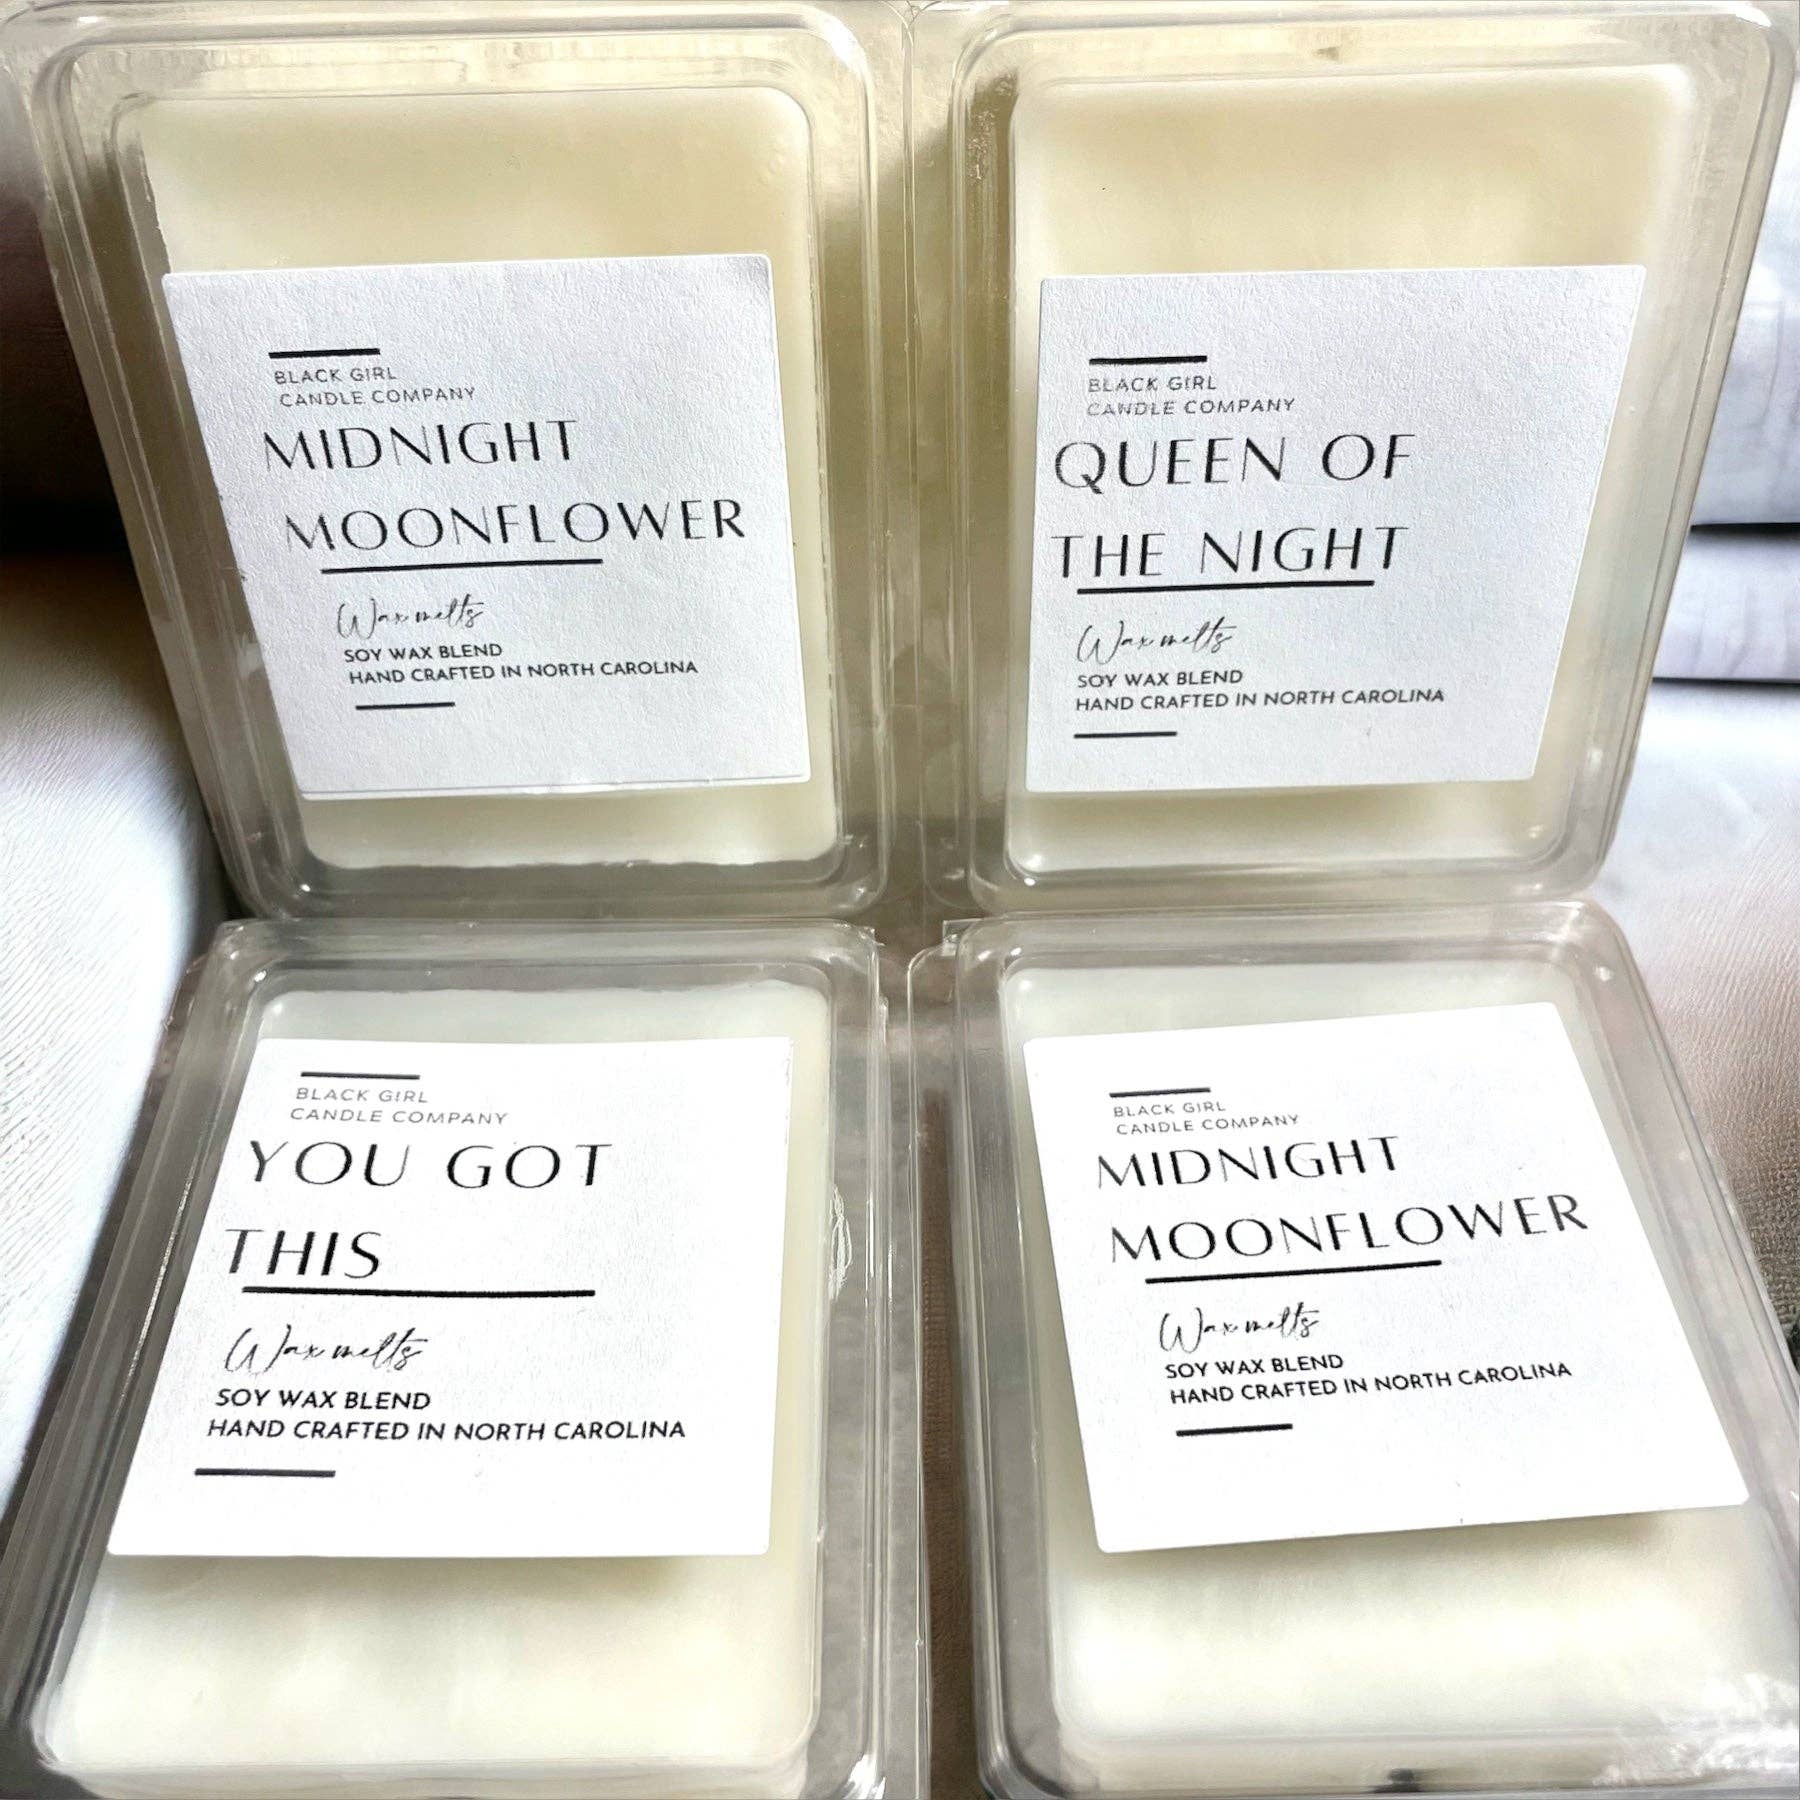 BLACK GIRL
CANDLE COMPANY
MIDNIGHT
MOONFLOWER
Wax melts
SOY WAX BLEND
HAND CRAFTED IN NORTH CAROLINA
BLACK GIRL
CANDLE COMPANY
QUEEN OF
THE NIGHT
Wax melts
SOY WAX BLEND
HAND CRAFTED IN NORTH CAROLINA
BLACK GIRL
CANDLE COMPANY
YOU GOT
THIS
Wax melts
SOY WAX BLEND
HAND CRAFTED IN NORTH CAROLINA
BLACK GIRL
CANDLE COMPANY
MIDNIGHT
MOONFLOWER
Wax melts
SOY WAX BLEND
HAND CRAFTED IN NORTH CAROLINA